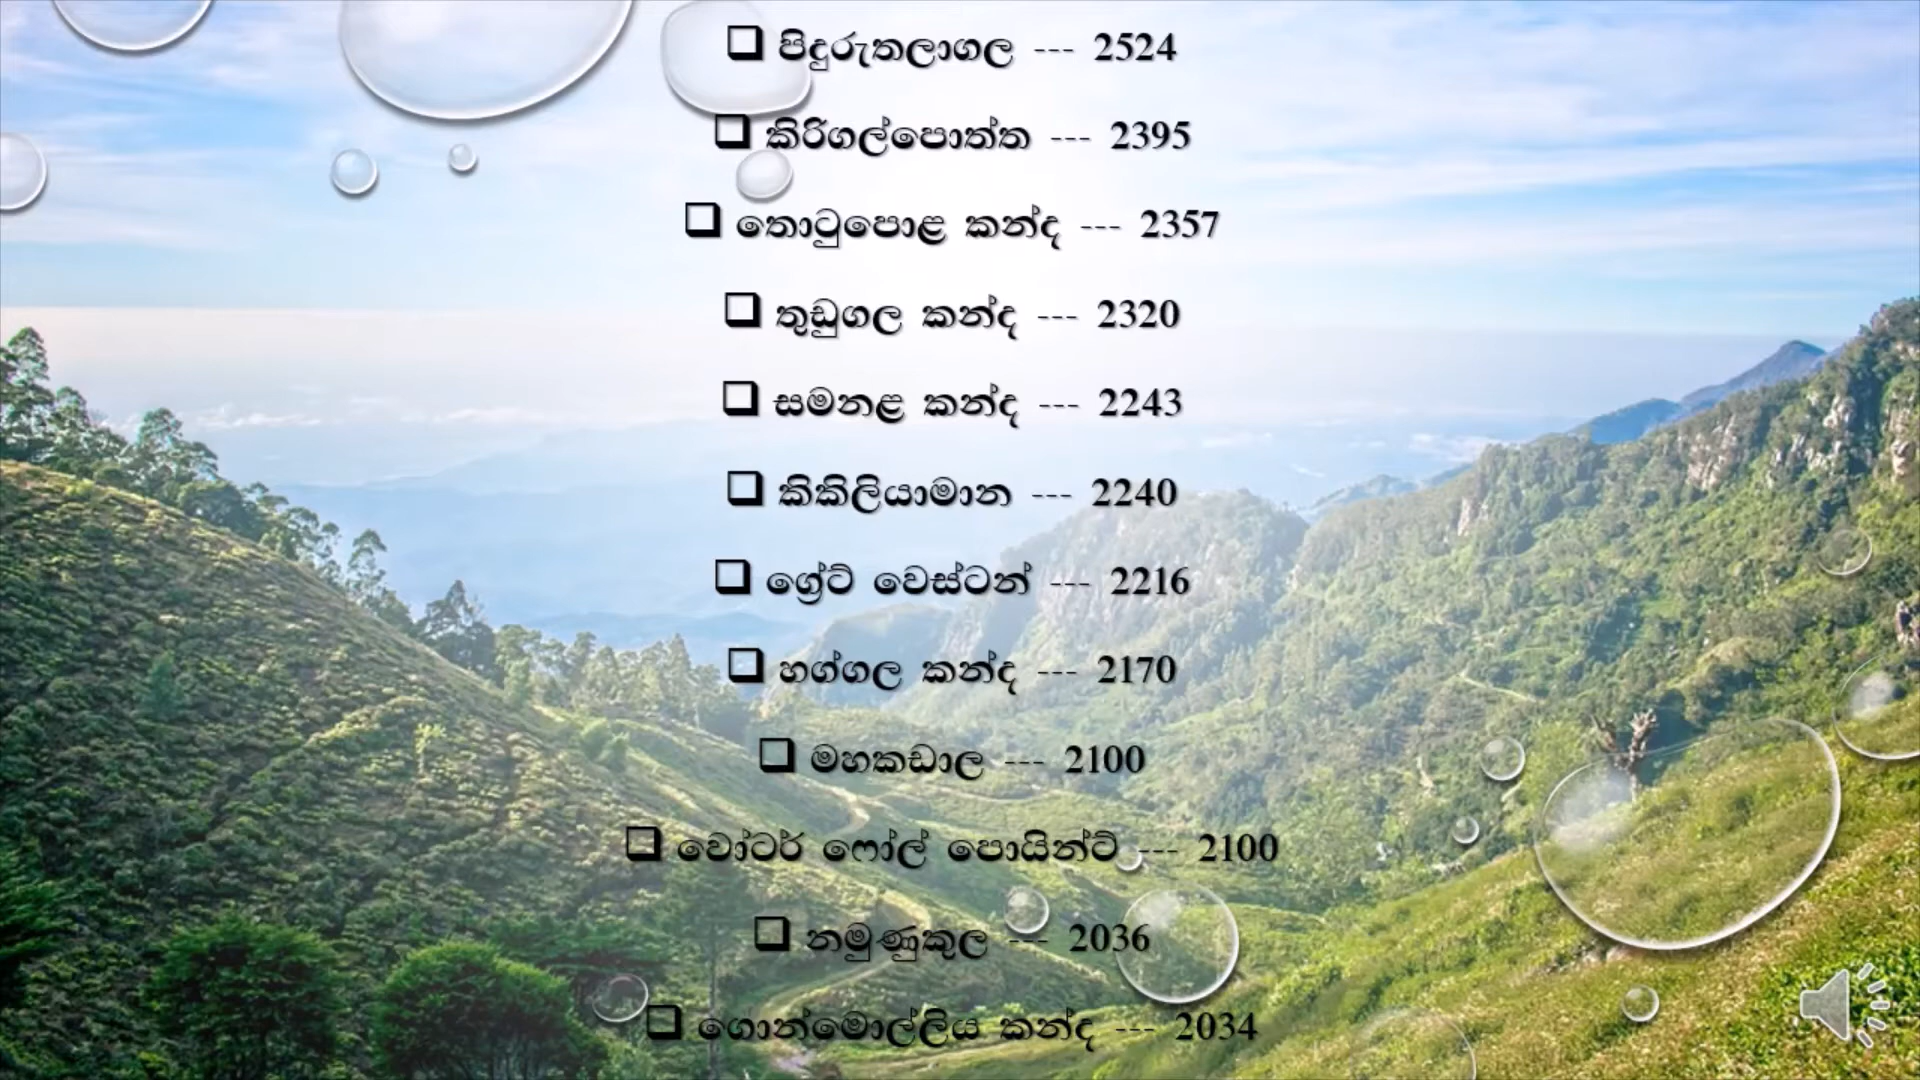 ❑ පිදුරුතලාගල --- 2524
❑ කිරිගල්පොත්ත --- 2395
❑ තොටුපොළ කන්ද --- 2357
❑ තුඩුගල කන්ද --- 2320
❑ සමනළ කන්ද --- 2243
❑ කිකිලියාමාන --- 2240
❑ ග්‍රේට් වෙස්ටන් --- 2216
❑ හග්ගල කන්ද --- 2170
❑ මහකඩාල --- 2100
❑ වෝටර් ෆෝල් පොයින්ට් --- 2100
❑ නමුණුකුල --- 2036
❑ ගොන්මොල්ලිය කන්ද --- 2034